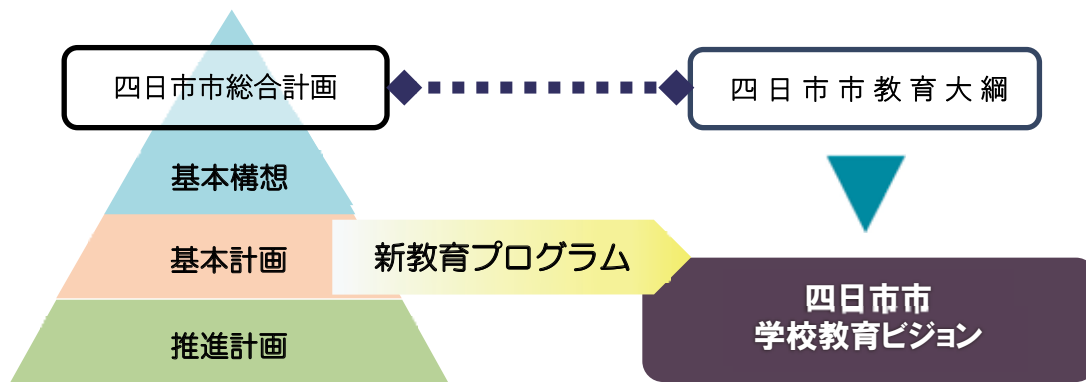 四日市市総合計画
四日市市教育大綱
基本構想
基本計画
新教育プログラム
推進計画
四日市市
学校教育ビジョン